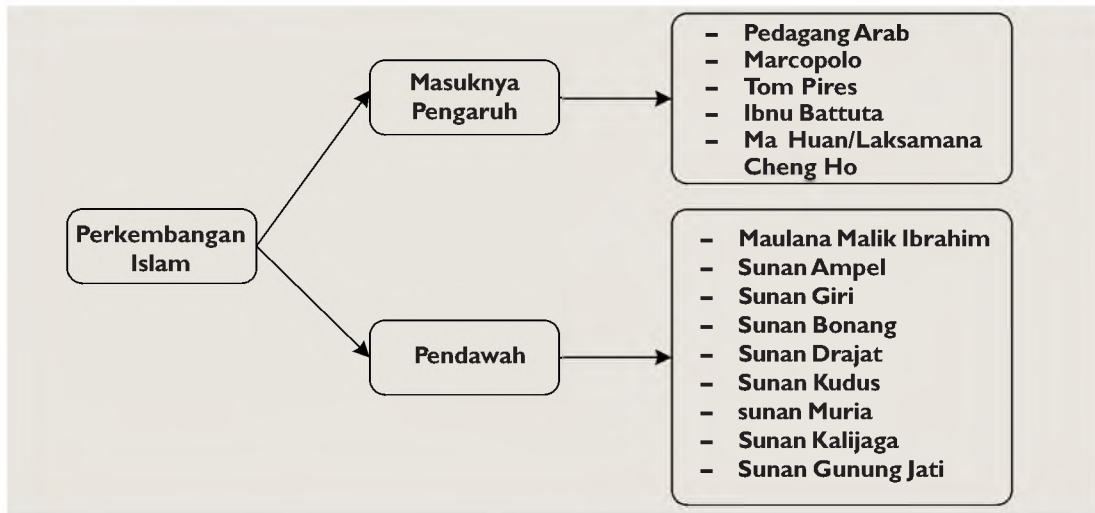 Perkembangan
Islam
Masuknya
Pengaruh
- Pedagang Arab
- Marcopolo
- Tom Pires
- Ibnu Battuta
- Ma Huan/Laksamana
Cheng Ho
Pendawah
- Maulana Malik Ibrahim
- Sunan Ampel
- Sunan Giri
- Sunan Bonang
- Sunan Drajat
- Sunan Kudus
- sunan Muria
- Sunan Kalijaga
- Sunan Gunung Jati